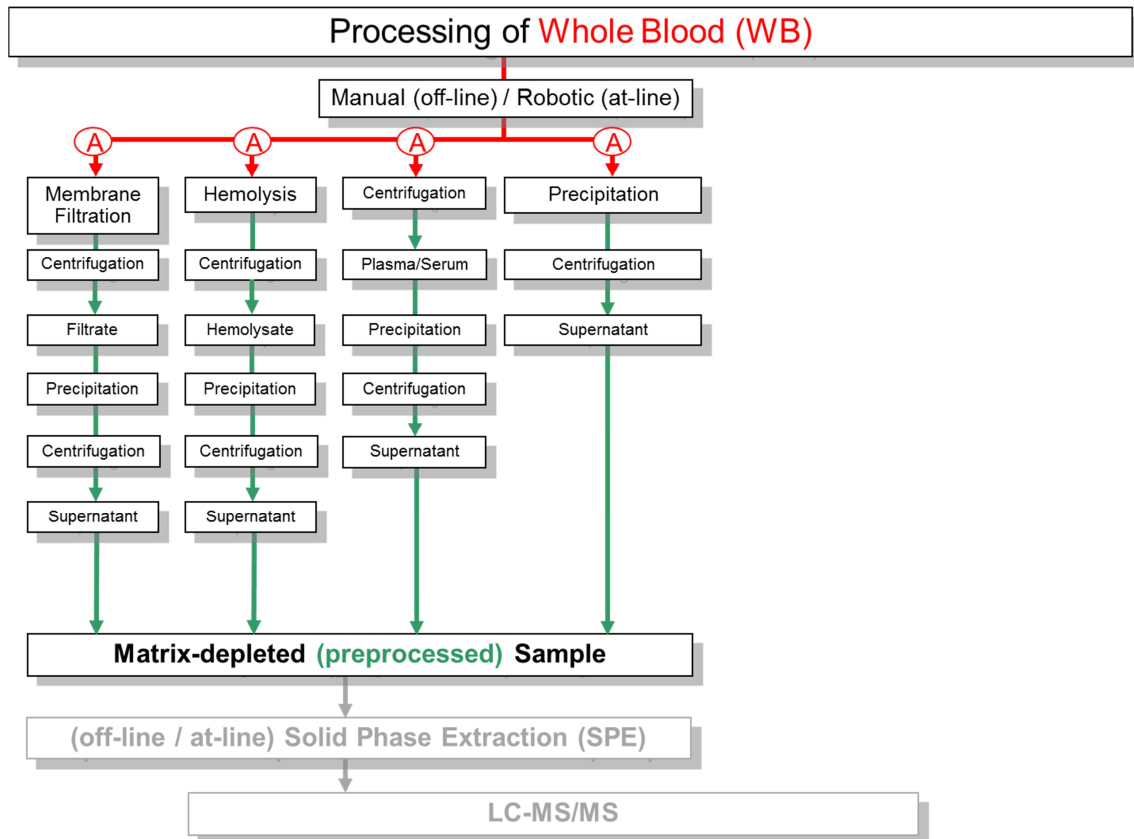 Processing of Whole Blood (WB)
Manual (off-line) / Robotic (at-line)
A
A
A
A
Membrane
Filtration
Centrifugation
Filtrate
Precipitation
Centrifugation
Supernatant
Hemolysis
Centrifugation
Hemolysate
Precipitation
Centrifugation
Supernatant
Centrifugation
Plasma/Serum
Precipitation
Centrifugation
Supernatant
Precipitation
Centrifugation
Supernatant
Matrix-depleted (preprocessed) Sample
(off-line / at-line) Solid Phase Extraction (SPE)
LC-MS/MS